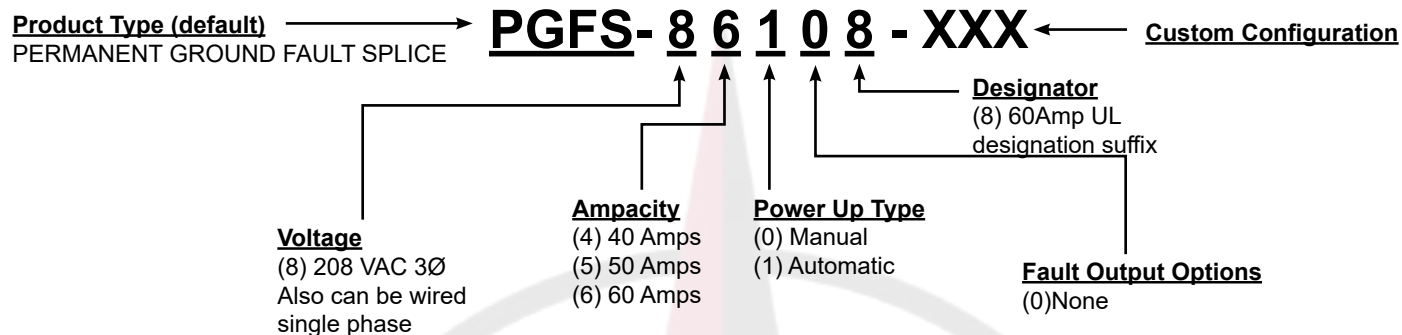 Product Type (default)
PERMANENT GROUND FAULT SPLICE
PGFS- 8 6 1 0 8 - XXX
Custom Configuration
Designator
(8) 60Amp UL
designation suffix
Voltage
(8) 208 VAC 3Ø
Also can be wired
single phase
Ampacity
(4) 40 Amps
(5) 50 Amps
(6) 60 Amps
Power Up Type
(0) Manual
(1) Automatic
Fault Output Options
(0)None